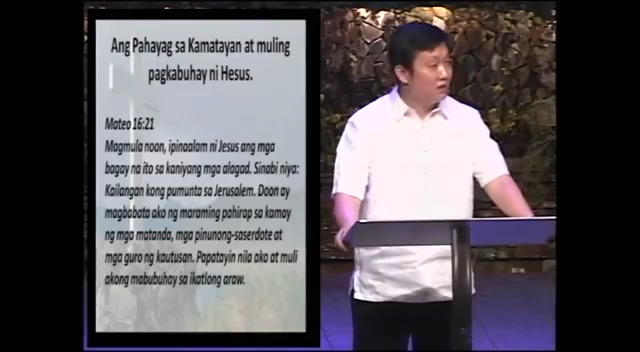 Ang Pahayag sa Kamatayan at muling
pagkabuhay ni Hesus.
Mateo 16:21
Magmula noon, ipinaalam ni Jesus ang mga
bagay na ito sa kaniyang mga alagad. Sinabi niya:
Kailangan kong pumunta sa Jerusalem. Doon ay
magbabata ako ng maraming pahirap sa kamay
ng mga matanda, mga pinunong-saserdote at
mga guro ng kautusan. Papatayin nila ako at muli
akong mabubuhay sa ikatlong araw.